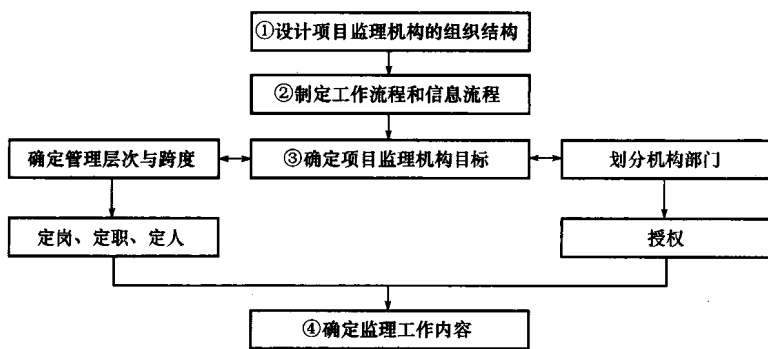 ①设计项目监理机构的组织结构
②制定工作流程和信息流程
确定管理层次与跨度
③确定项目监理机构目标
划分机构部门
定岗、定职、定人
授权
④确定监理工作内容